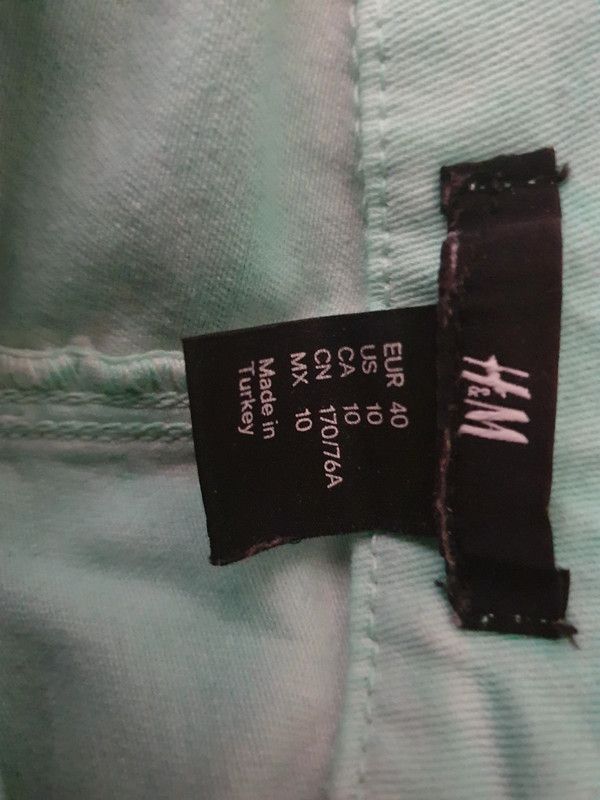 H&M
EUR 40
US 10
CA 10
CN 170/76A
MX 10
Made in
Turkey